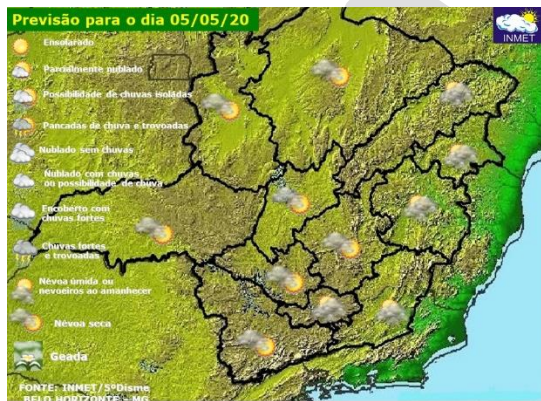 Previsão para o dia 05/05/20
INMET
Ensolarado
Parcialmente nublado
Possibilidade de chuvas isoladas
Pancadas de chuva e trovoadas
Nublado sem chuvas
Nublado com chuvas
ou possibilidade de chuva
Encoberto com
chuvas fortes
Chuvas fortes
e trovoadas
Névoa úmida ou
nevoeiros ao amanhecer
Névoa seca
Geada
FONTE: INMET/5ºDisme
BELO HORIZONTE - MG